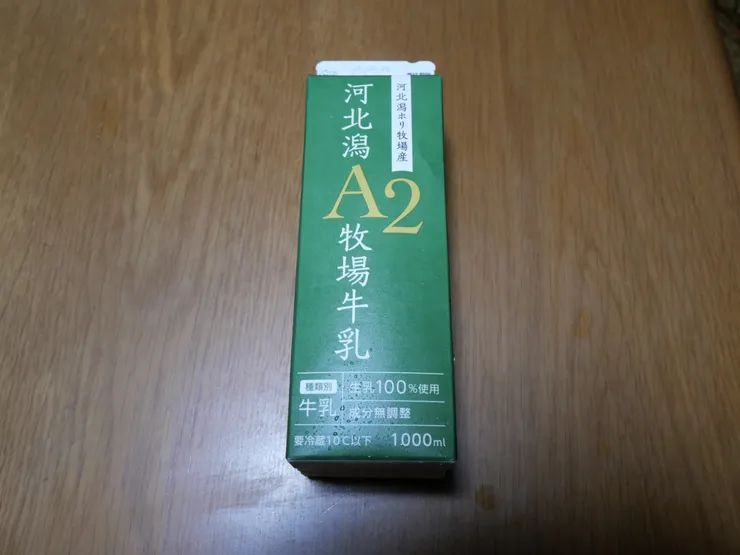 河北潟ホリ牧場産
河北潟
A2
牧場牛乳
種類別
牛乳
生乳100%使用
成分無調整
要冷蔵10℃以下
1000ml